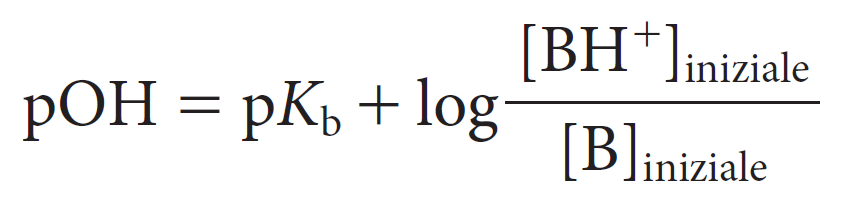 pOH = pK_b + log [BH⁺]_iniziale / [B]_iniziale